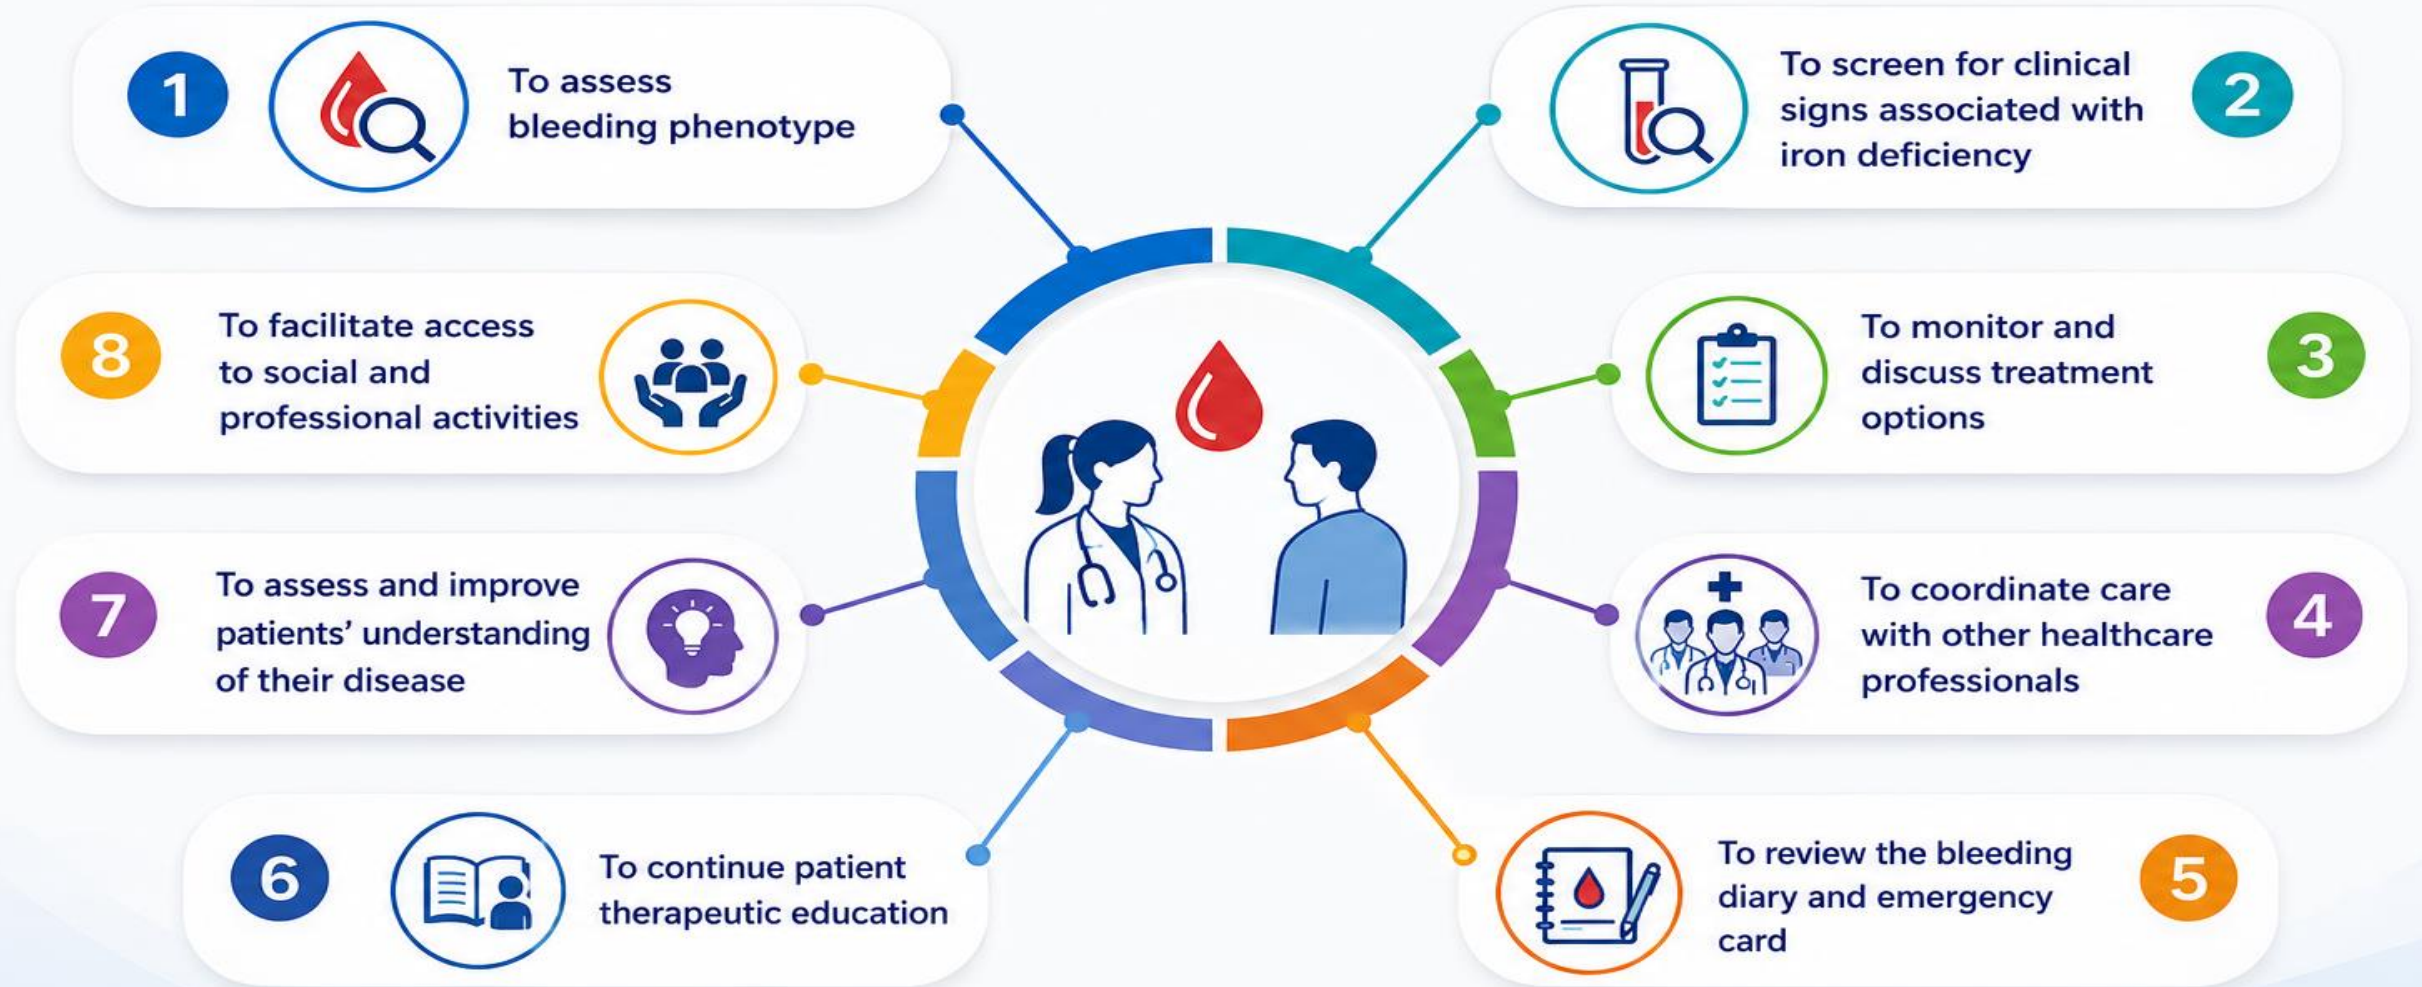 1
To assess
bleeding phenotype
2
To screen for clinical
signs associated with
iron deficiency
3
To monitor and
discuss treatment
options
4
To coordinate care
with other healthcare
professionals
5
To review the bleeding
diary and emergency
card
6
To continue patient
therapeutic education
7
To assess and improve
patients’ understanding
of their disease
8
To facilitate access
to social and
professional activities